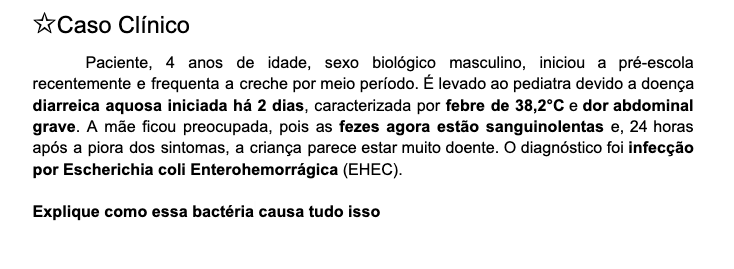 ☆Caso Clínico
Paciente, 4 anos de idade, sexo biológico masculino, iniciou a pré-escola
recentemente e frequenta a creche por meio período. É levado ao pediatra devido a doença
diarreica aquosa iniciada há 2 dias, caracterizada por febre de 38,2°C e dor abdominal
grave. A mãe ficou preocupada, pois as fezes agora estão sanguinolentas e, 24 horas
após a piora dos sintomas, a criança parece estar muito doente. O diagnóstico foi infecção
por Escherichia coli Enterohemorrágica (EHEC).
Explique como essa bactéria causa tudo isso